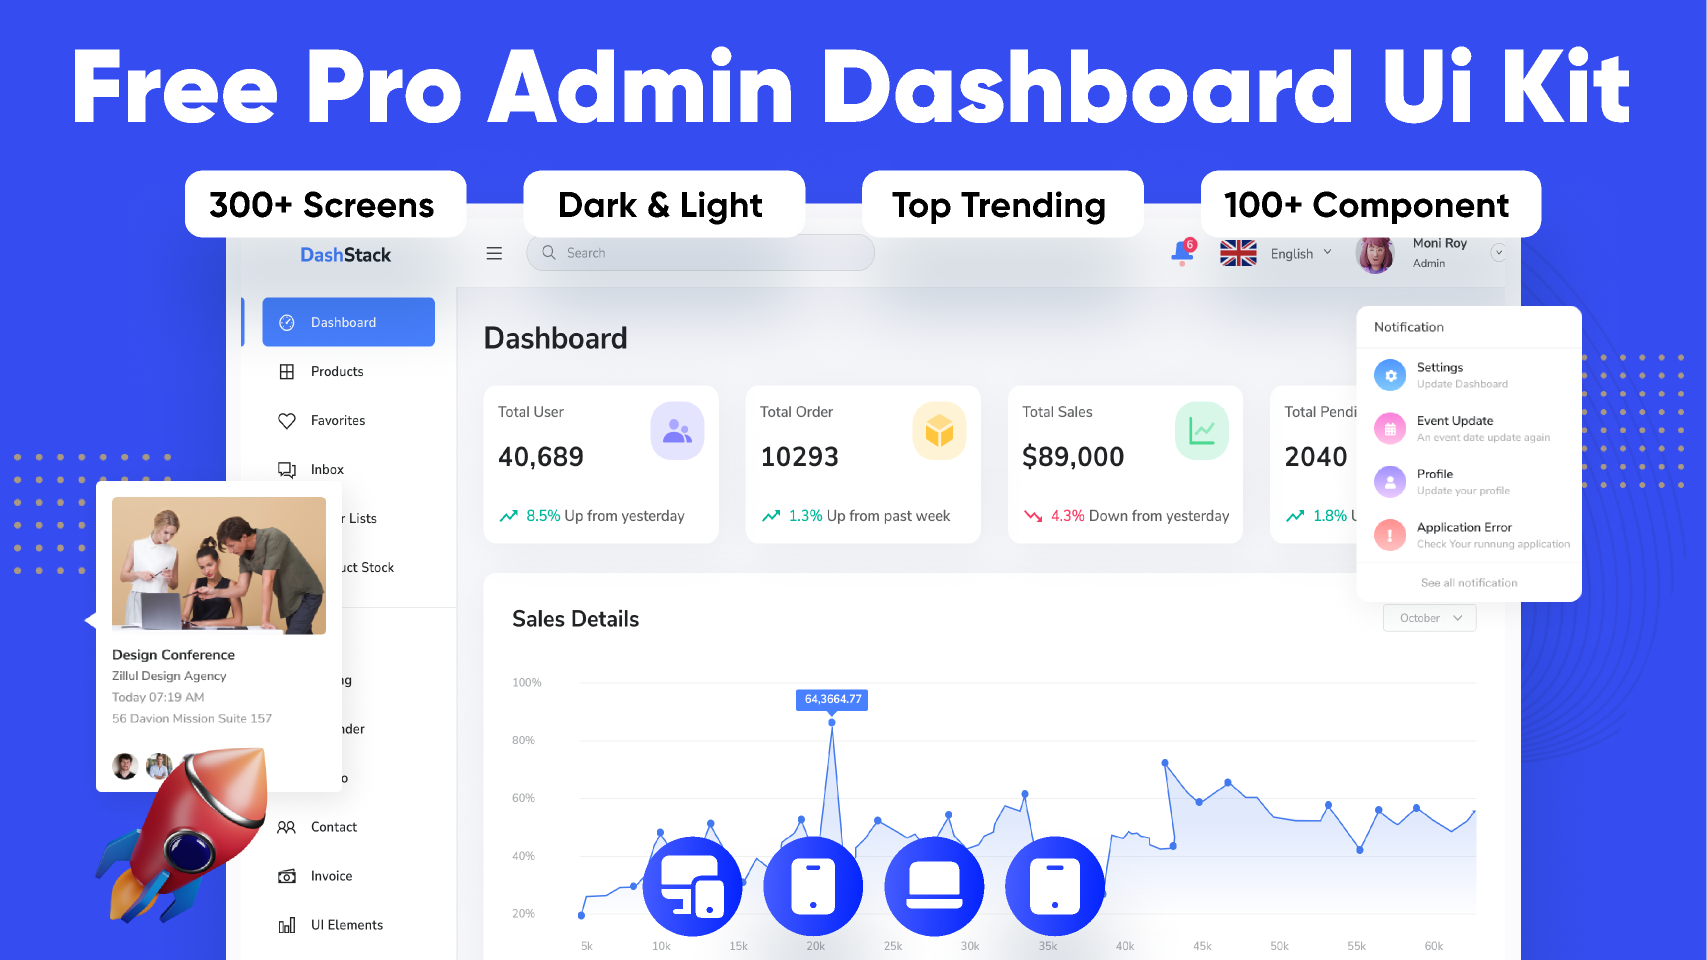 Free Pro Admin Dashboard Ui Kit
300+ Screens
Dark & Light
Top Trending
100+ Component
DashStack
Search
6
English
Moni Roy
Admin
Dashboard
Products
Favorites
Inbox
r Lists
uct Stock
ng
nder
o
Contact
Invoice
UI Elements
Design Conference
Zillul Design Agency
Today 07:19 AM
56 Davion Mission Suite 157
Dashboard
Total User
40,689
8.5% Up from yesterday
Total Order
10293
1.3% Up from past week
Total Sales
$89,000
4.3% Down from yesterday
Total Pendi
2040
1.8% U
Notification
Settings
Update Dashboard
Event Update
An event date update again
Profile
Update your profile
Application Error
Check Your runnung application
See all notification
Sales Details
October
64,3664.77
100%
80%
60%
40%
20%
5k 10k 15k 20k 25k 30k 35k 40k 45k 50k 55k 60k